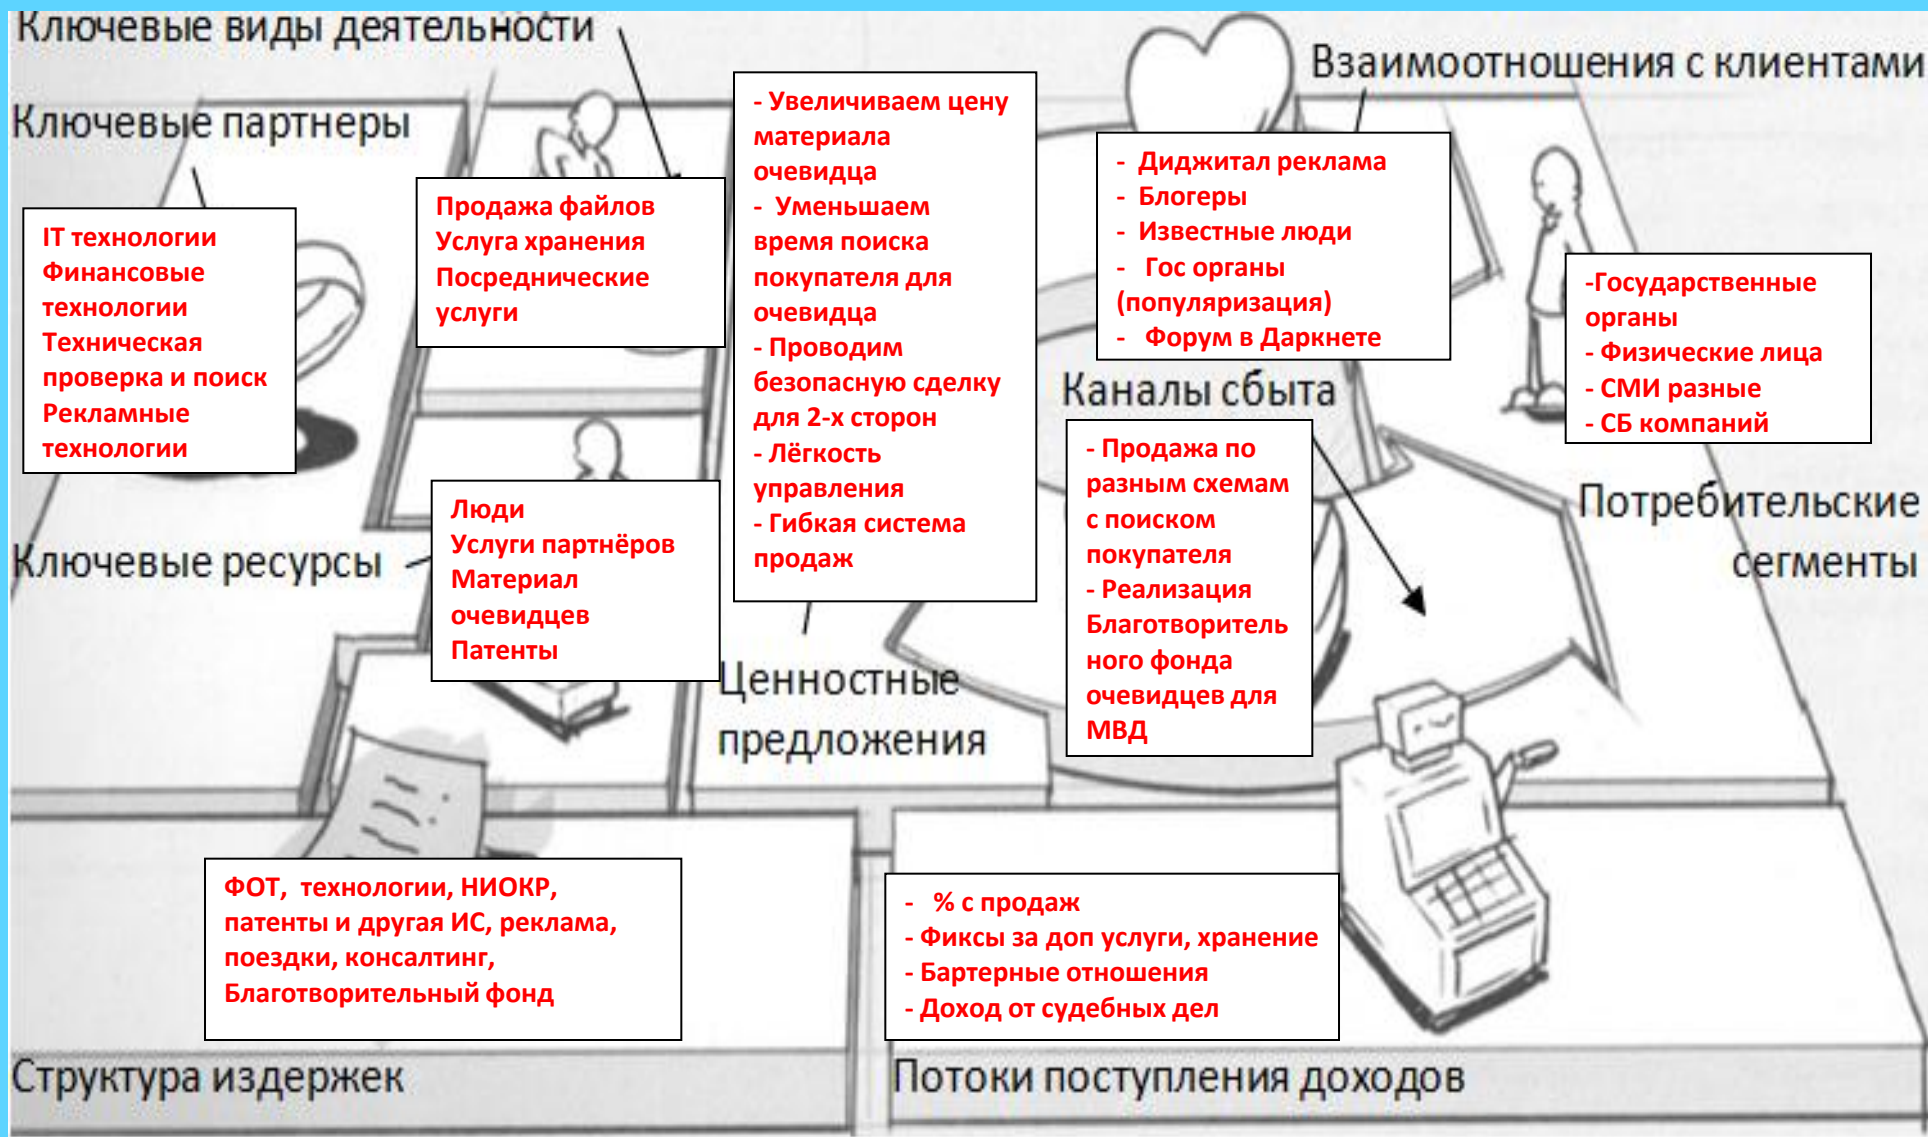 Ключевые виды деятельности
Взаимоотношения с клиентами
Ключевые партнеры
IT технологии
Финансовые
технологии
Техническая
проверка и поиск
Рекламные
технологии
Продажа файлов
Услуга хранения
Посреднические
услуги
- Увеличиваем цену
материала
очевидца
- Уменьшаем
время поиска
покупателя для
очевидца
- Проводим
безопасную сделку
для 2-х сторон
- Лёгкость
управления
- Гибкая система
продаж
- Диджитал реклама
- Блогеры
- Известные люди
- Гос органы
(популяризация)
- Форум в Даркнете
-Государственные
органы
- Физические лица
- СМИ разные
- СБ компаний
Каналы сбыта
- Продажа по
разным схемам
с поиском
покупателя
- Реализация
Благотворитель
ного фонда
очевидцев для
МВД
Потребительские
сегменты
Ключевые ресурсы
Люди
Услуги партнёров
Материал
очевидцев
Патенты
Ценностные
предложения
ФОТ, технологии, НИОКР,
патенты и другая ИС, реклама,
поездки, консалтинг,
Благотворительный фонд
- % с продаж
- Фиксы за доп услуги, хранение
- Бартерные отношения
- Доход от судебных дел
Структура издержек
Потоки поступления доходов